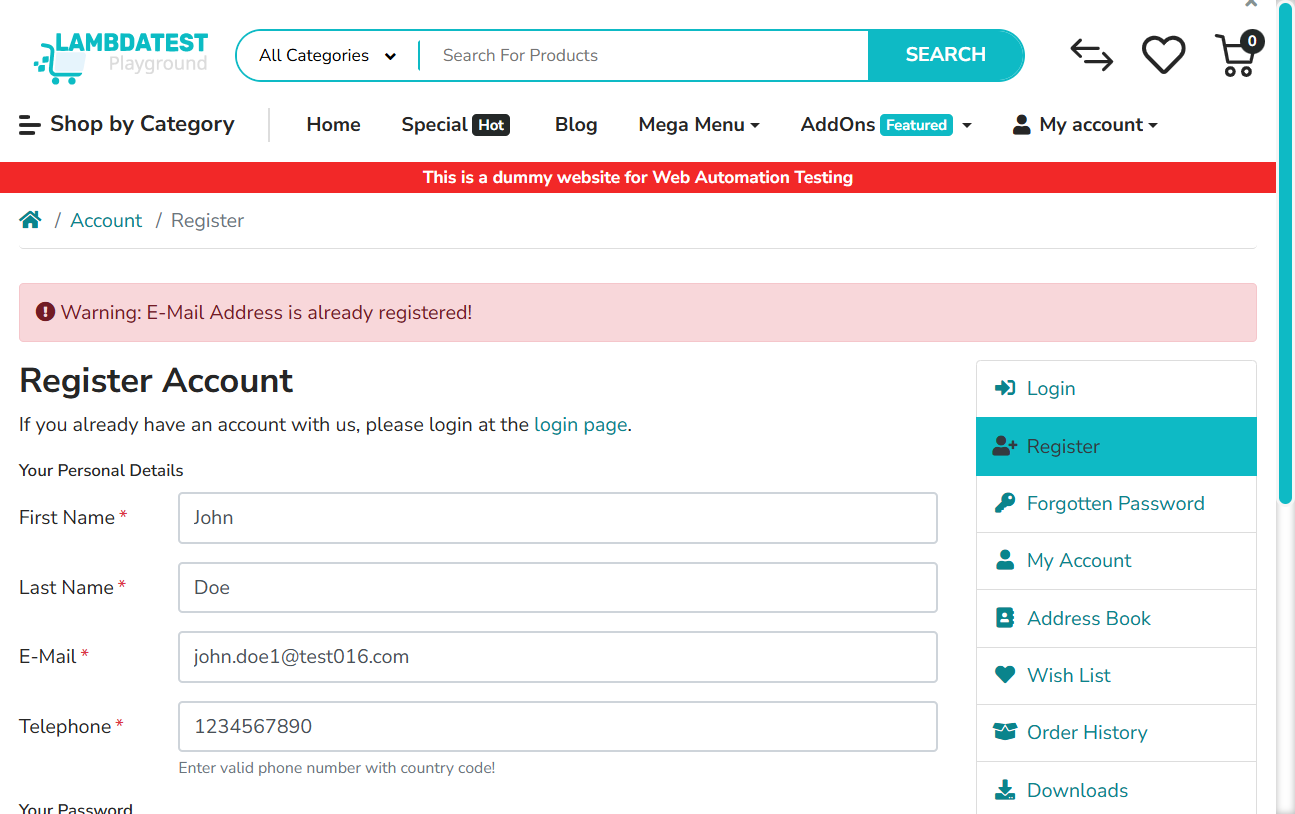 LAMBDATEST
Playground
All Categories
Search For Products
SEARCH
0
Shop by Category
Home
Special Hot
Blog
Mega Menu
AddOns Featured
My account
This is a dummy website for Web Automation Testing
/ Account / Register
Warning: E-Mail Address is already registered!
Register Account
If you already have an account with us, please login at the login page.
Your Personal Details
First Name * John
Last Name * Doe
E-Mail * john.doe1@test016.com
Telephone * 1234567890
Enter valid phone number with country code!
Your Password
Login
Register
Forgotten Password
My Account
Address Book
Wish List
Order History
Downloads